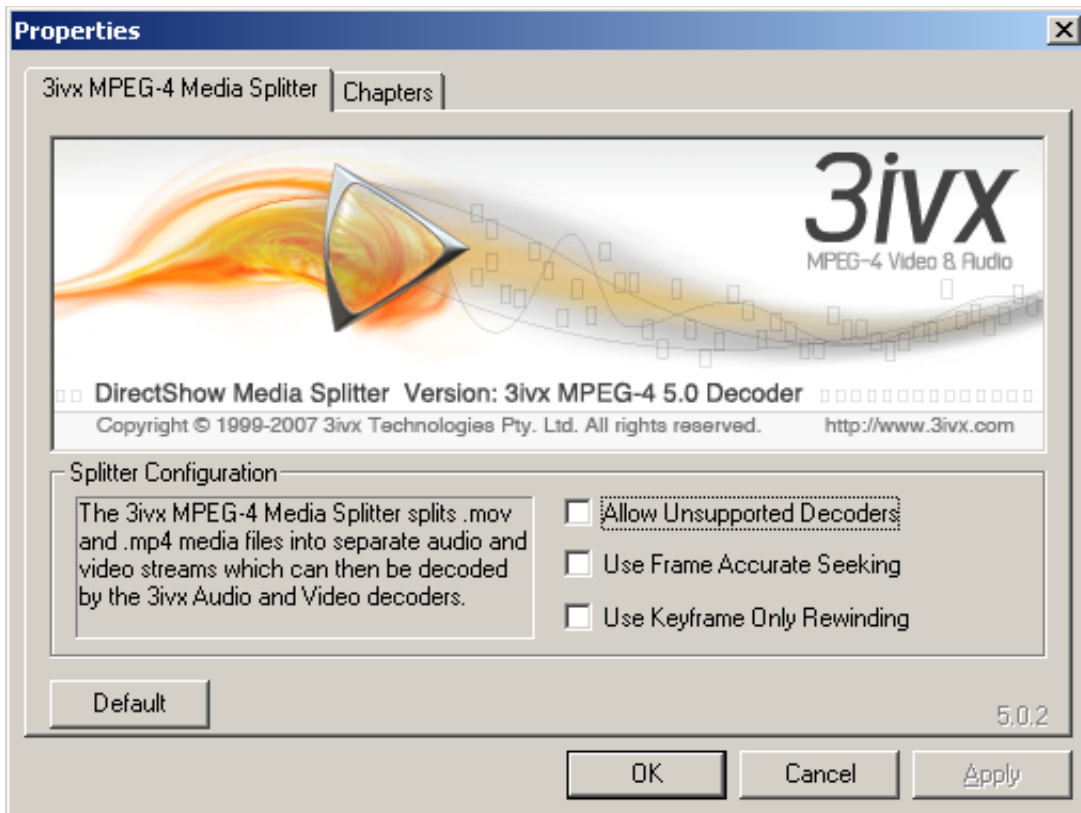 Properties
3ivx MPEG-4 Media Splitter
Chapters
3ivx
MPEG-4 Video & Audio
DirectShow Media Splitter Version: 3ivx MPEG-4 5.0 Decoder
Copyright © 1999-2007 3ivx Technologies Pty. Ltd. All rights reserved. http://www.3ivx.com
Splitter Configuration
The 3ivx MPEG-4 Media Splitter splits .mov
and .mp4 media files into separate audio and
video streams which can then be decoded
by the 3ivx Audio and Video decoders.
Allow Unsupported Decoders
Use Frame Accurate Seeking
Use Keyframe Only Rewinding
Default
5.0.2
OK
Cancel
Apply